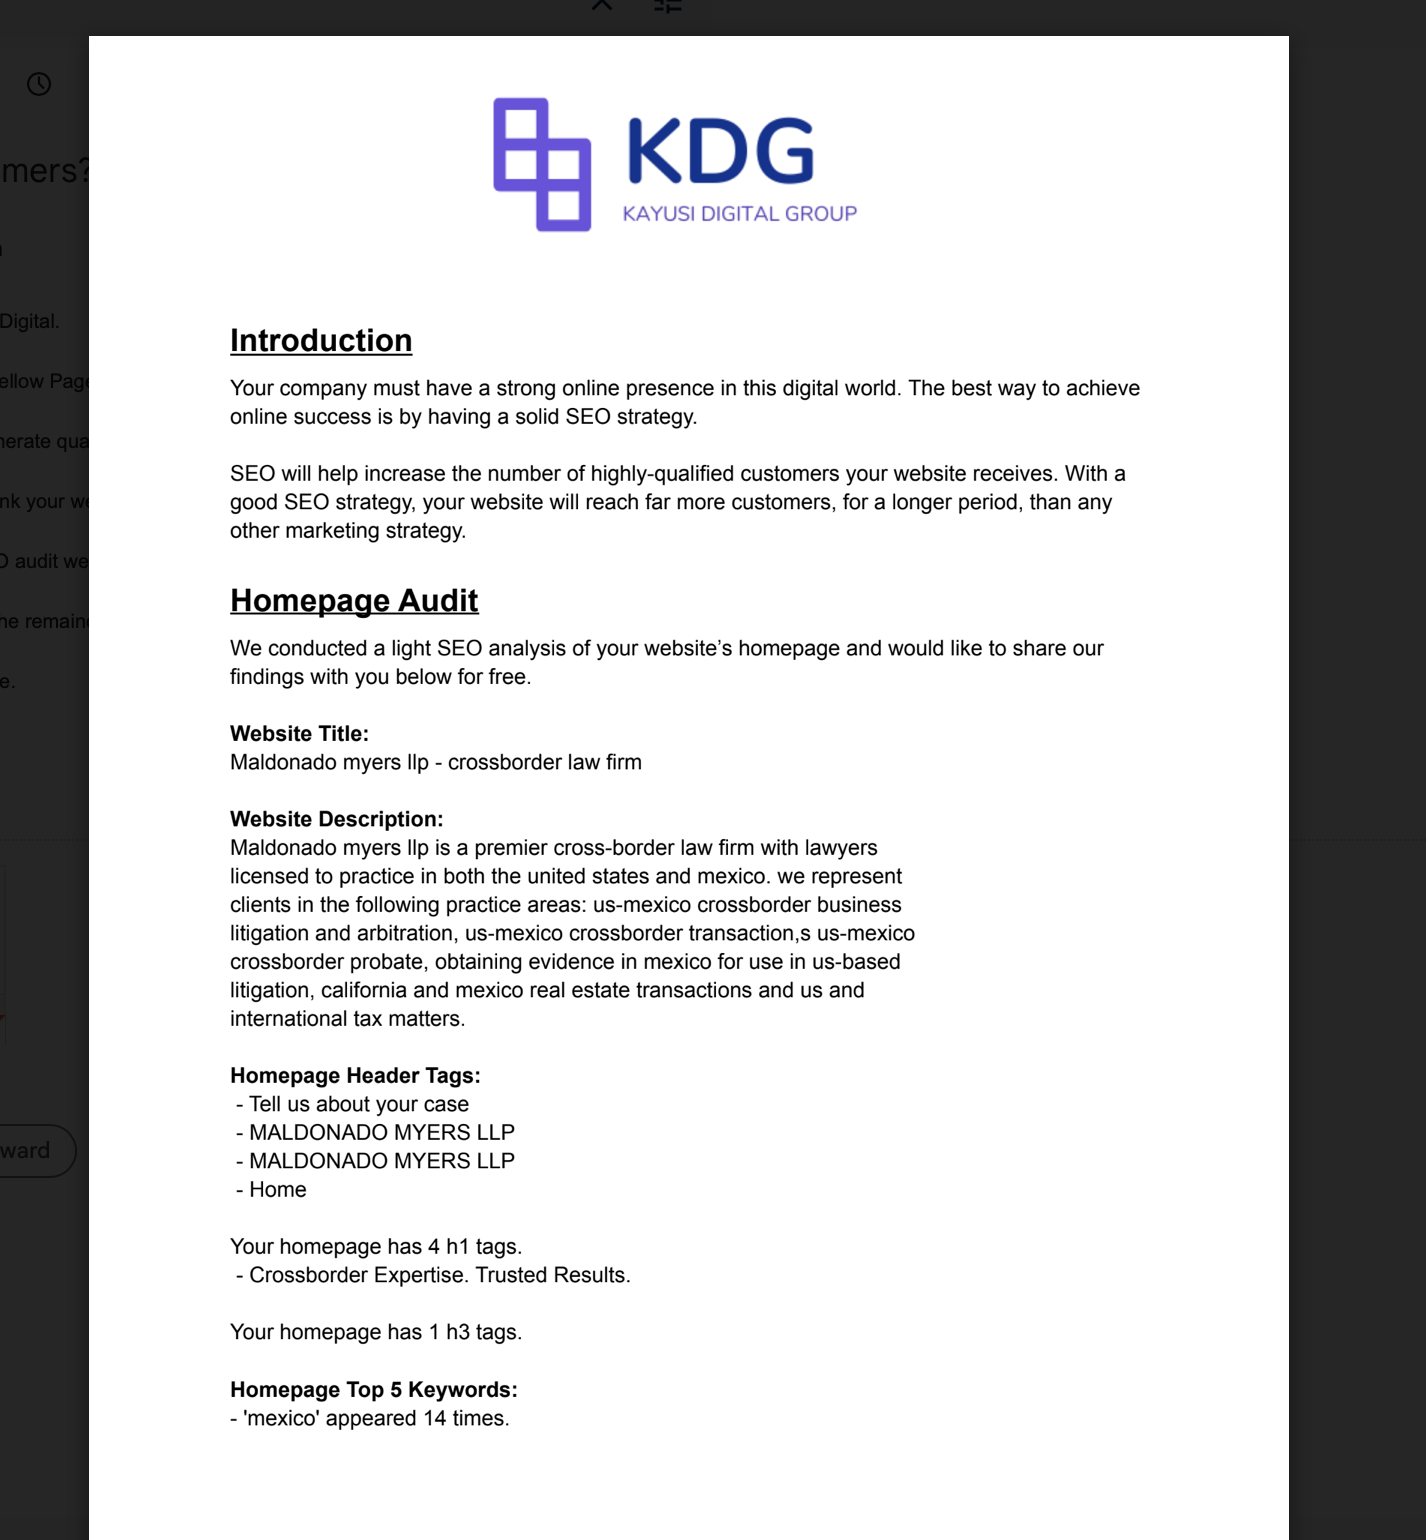 mers?
Digital.
ellow Page
nerate qua
nk your we
O audit we
he remain
e.
ward
KDG
KAYUSI DIGITAL GROUP
Introduction
Your company must have a strong online presence in this digital world. The best way to achieve
online success is by having a solid SEO strategy.
SEO will help increase the number of highly-qualified customers your website receives. With a
good SEO strategy, your website will reach far more customers, for a longer period, than any
other marketing strategy.
Homepage Audit
We conducted a light SEO analysis of your website’s homepage and would like to share our
findings with you below for free.
Website Title:
Maldonado myers llp - crossborder law firm
Website Description:
Maldonado myers llp is a premier cross-border law firm with lawyers
licensed to practice in both the united states and mexico. we represent
clients in the following practice areas: us-mexico crossborder business
litigation and arbitration, us-mexico crossborder transaction,s us-mexico
crossborder probate, obtaining evidence in mexico for use in us-based
litigation, california and mexico real estate transactions and us and
international tax matters.
Homepage Header Tags:
- Tell us about your case
- MALDONADO MYERS LLP
- MALDONADO MYERS LLP
- Home
Your homepage has 4 h1 tags.
- Crossborder Expertise. Trusted Results.
Your homepage has 1 h3 tags.
Homepage Top 5 Keywords:
- 'mexico' appeared 14 times.